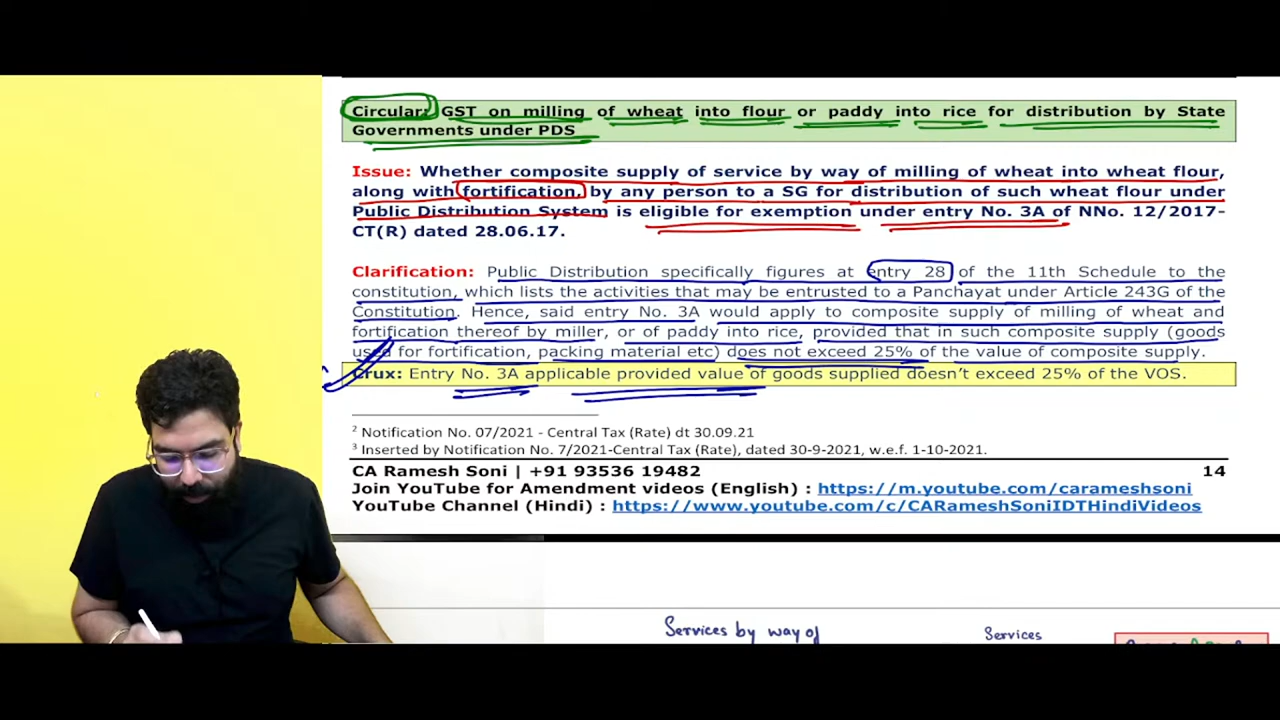 Circular: GST on milling of wheat into flour or paddy into rice for distribution by State
Governments under PDS
Issue: Whether composite supply of service by way of milling of wheat into wheat flour,
along with fortification, by any person to a SG for distribution of such wheat flour under
Public Distribution System is eligible for exemption under entry No. 3A of NNo. 12/2017-
CT(R) dated 28.06.17.
Clarification: Public Distribution specifically figures at entry 28 of the 11th Schedule to the
constitution, which lists the activities that may be entrusted to a Panchayat under Article 243G of the
Constitution. Hence, said entry No. 3A would apply to composite supply of milling of wheat and
fortification thereof by miller, or of paddy into rice, provided that in such composite supply (goods
used for fortification, packing material etc) does not exceed 25% of the value of composite supply.
Crux: Entry No. 3A applicable provided value of goods supplied doesn't exceed 25% of the VOS.
2 Notification No. 07/2021 - Central Tax (Rate) dt 30.09.21
3 Inserted by Notification No. 7/2021-Central Tax (Rate), dated 30-9-2021, w.e.f. 1-10-2021.
CA Ramesh Soni | +91 93536 19482 14
Join YouTube for Amendment videos (English) : https://m.youtube.com/carameshsoni
YouTube Channel (Hindi) : https://www.youtube.com/c/CARameshSoniIDTHindiVideos
Services by way of Services